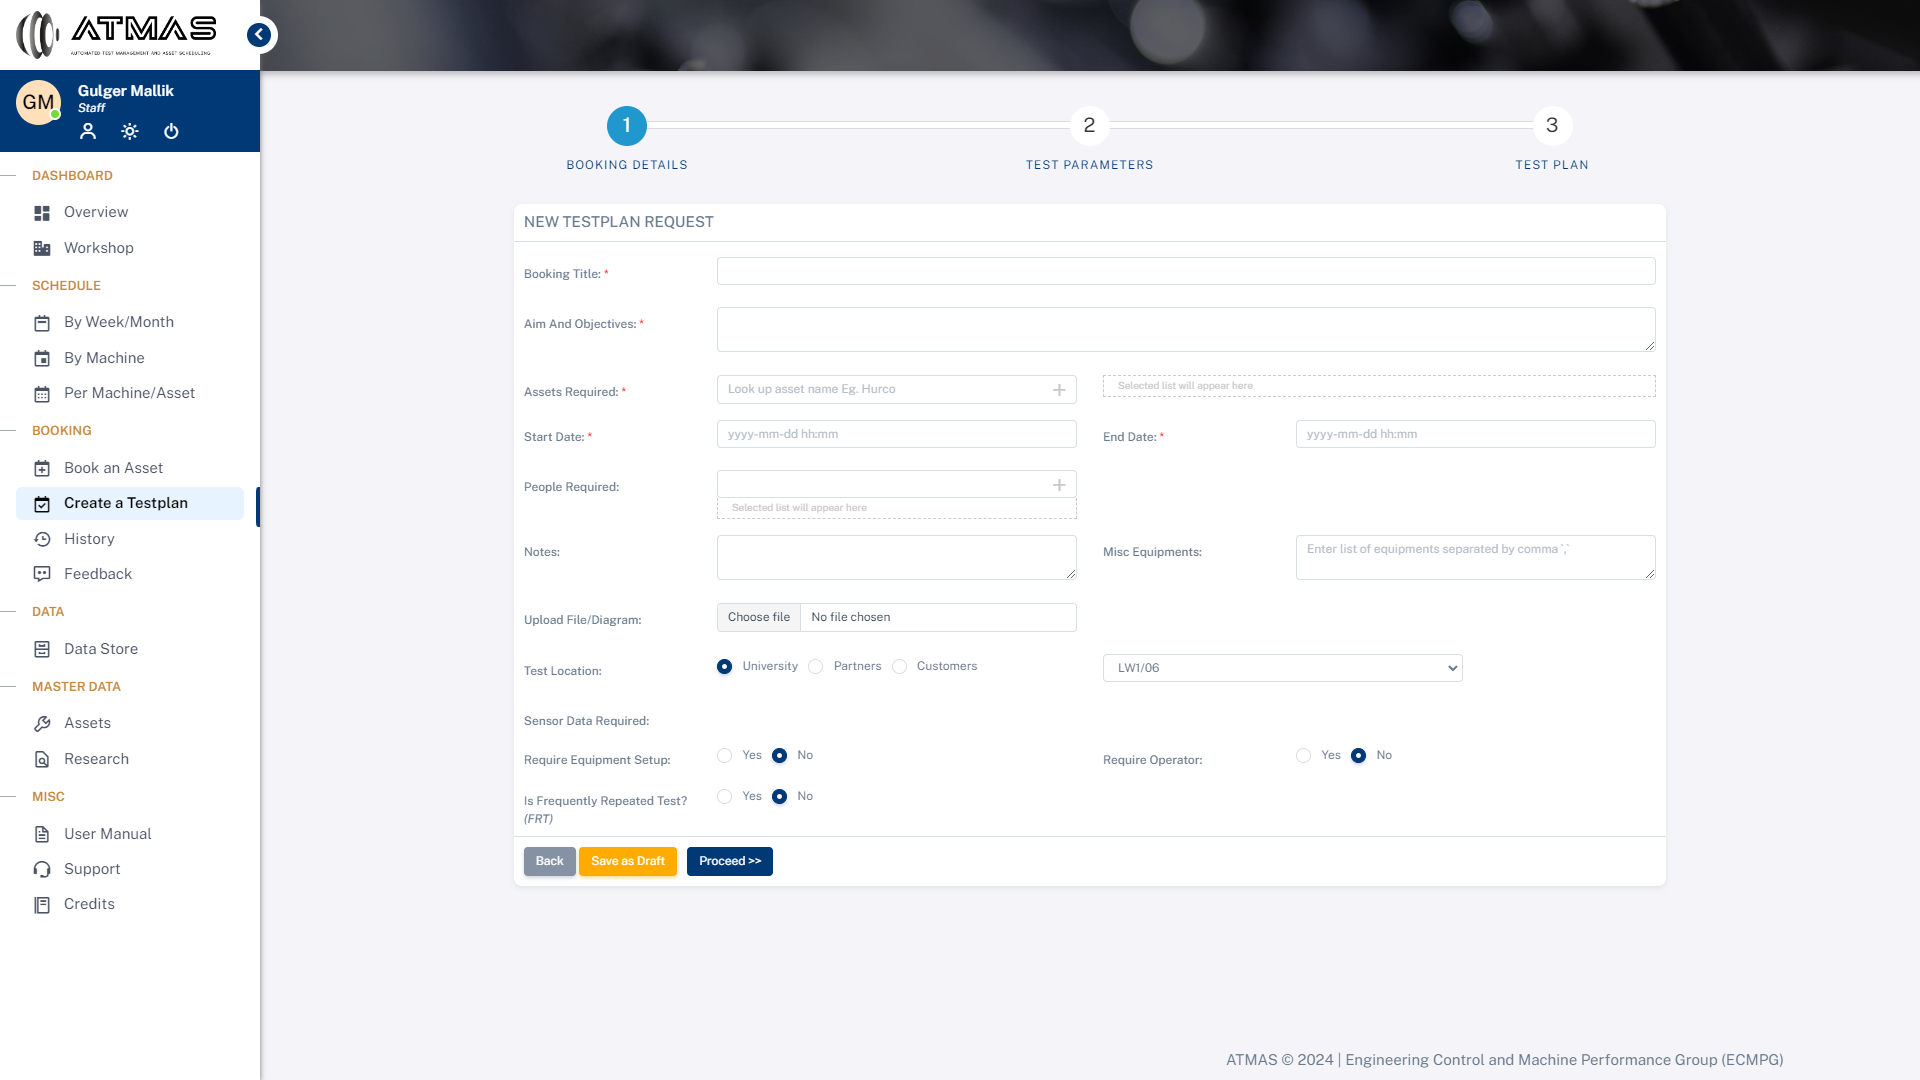 ATMAS
AUTOMATED TEST MANAGEMENT AND ASSET SCHEDULING
GM
Gulger Mallik
Staff
DASHBOARD
Overview
Workshop
SCHEDULE
By Week/Month
By Machine
Per Machine/Asset
BOOKING
Book an Asset
Create a Testplan
History
Feedback
DATA
Data Store
MASTER DATA
Assets
Research
MISC
User Manual
Support
Credits
1 2 3
BOOKING DETAILS TEST PARAMETERS TEST PLAN
NEW TESTPLAN REQUEST
Booking Title: *
Aim And Objectives: *
Assets Required: * Look up asset name Eg. Hurco + Selected list will appear here
Start Date: * yyyy-mm-dd hh:mm End Date: * yyyy-mm-dd hh:mm
People Required: +
Selected list will appear here
Notes: Misc Equipments: Enter list of equipments separated by comma `,`
Upload File/Diagram: Choose file No file chosen
Test Location: University Partners Customers LW1/06
Sensor Data Required:
Require Equipment Setup: Yes No Require Operator: Yes No
Is Frequently Repeated Test? Yes No
(FRT)
Back Save as Draft Proceed >>
ATMAS © 2024 | Engineering Control and Machine Performance Group (ECMPG)